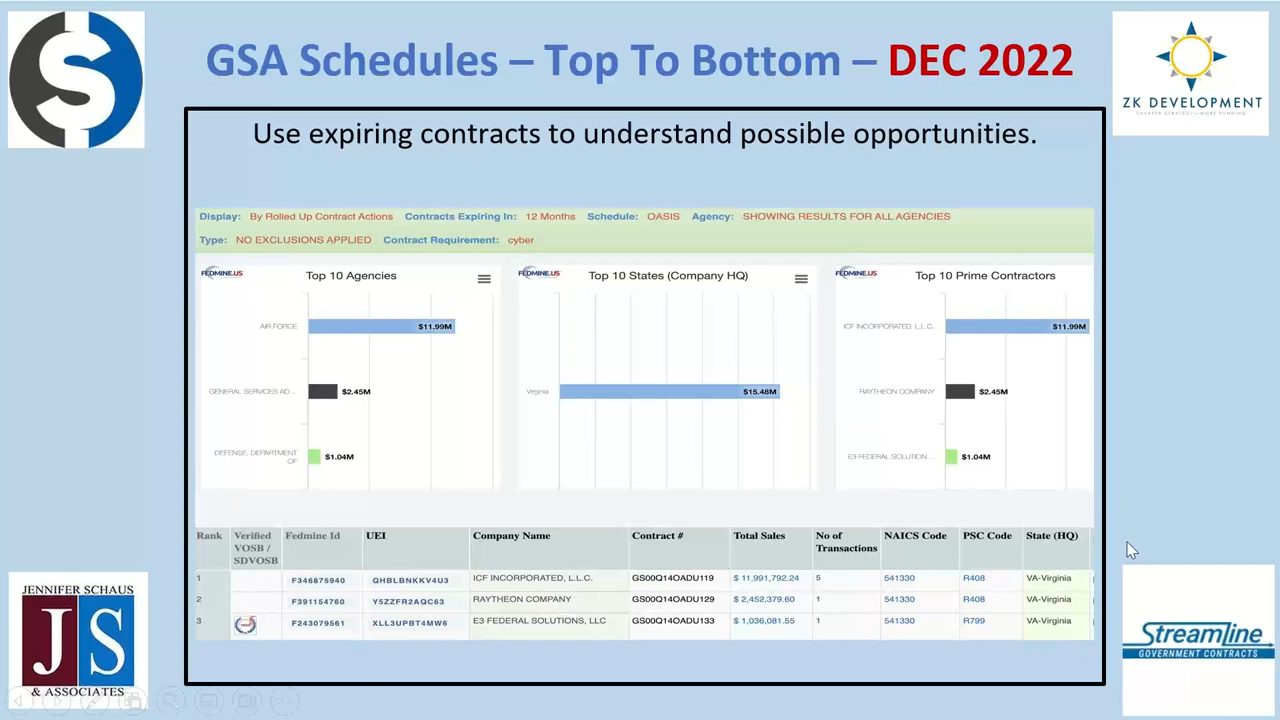 GSA Schedules – Top To Bottom – DEC 2022
ZK DEVELOPMENT
Use expiring contracts to understand possible opportunities.
Display: By Rolled Up Contract Actions Contracts Expiring In: 12 Months Schedule: OASIS Agency: SHOWING RESULTS FOR ALL AGENCIES
Type: NO EXCLUSIONS APPLIED Contract Requirement: cyber
FEDMINE.US Top 10 Agencies
AIR FORCE $11.99M
GENERAL SERVICES AD... $2.45M
DEFENSE, DEPARTMENT
OF $1.04M
FEDMINE.US Top 10 States (Company HQ)
Virginia $15.48M
FEDMINE.US Top 10 Prime Contractors
ICF INCORPORATED, L.L.C. $11.99M
RAYTHEON COMPANY $2.45M
E3 FEDERAL SOLUTION... $1.04M
Rank Verified VOSB / SDVOSB Fedmine Id UEI Company Name Contract # Total Sales No of Transactions NAICS Code PSC Code State (HQ)
1 F346875940 QHBLBNKKV4U3 ICF INCORPORATED, L.L.C. GS00Q14OADU119 $ 11,991,792.24 5 541330 R408 VA-Virginia
2 F391154760 Y5ZZFR2AQC63 RAYTHEON COMPANY GS00Q14OADU129 $ 2,452,379.60 1 541330 R408 VA-Virginia
3 F243079561 XLL3UPBT4MW6 E3 FEDERAL SOLUTIONS, LLC GS00Q14OADU133 $ 1,036,081.55 1 541330 R799 VA-Virginia
JENNIFER SCHAUS
JS
& ASSOCIATES
Streamline
GOVERNMENT CONTRACTS